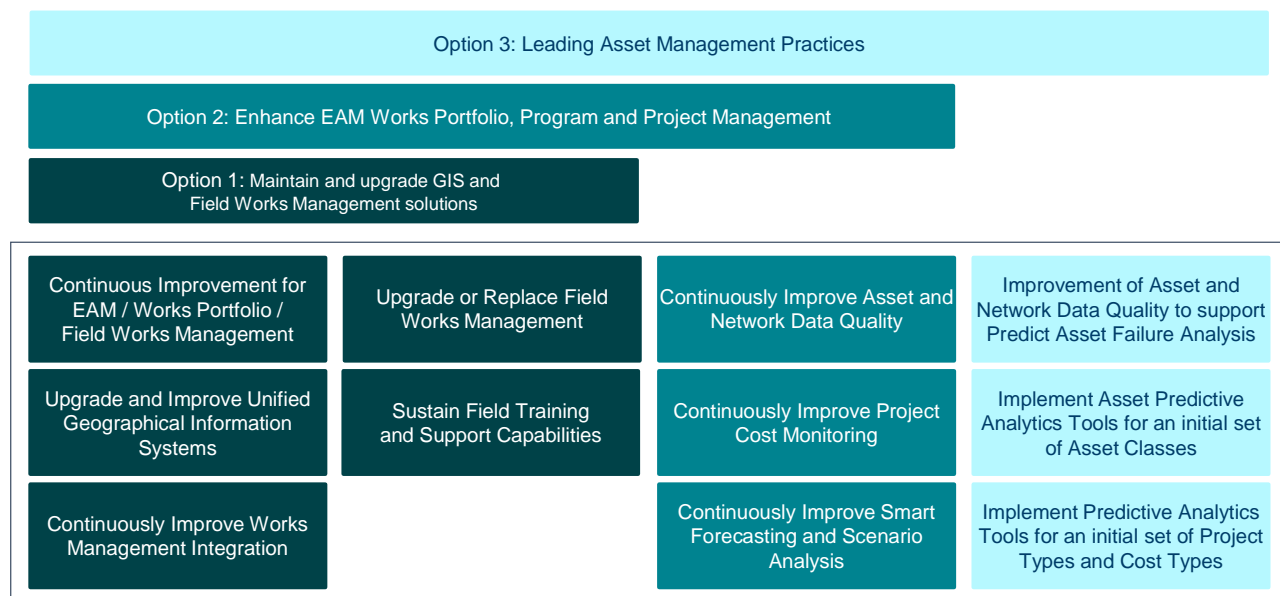 Option 3: Leading Asset Management Practices
Option 2: Enhance EAM Works Portfolio, Program and Project Management
Option 1: Maintain and upgrade GIS and
Field Works Management solutions
Continuous Improvement for
EAM / Works Portfolio /
Field Works Management
Upgrade or Replace Field
Works Management
Continuously Improve Asset and
Network Data Quality
Improvement of Asset and
Network Data Quality to support
Predict Asset Failure Analysis
Upgrade and Improve Unified
Geographical Information
Systems
Sustain Field Training
and Support Capabilities
Continuously Improve Project
Cost Monitoring
Implement Asset Predictive
Analytics Tools for an initial set
of Asset Classes
Continuously Improve Works
Management Integration
Continuously Improve Smart
Forecasting and Scenario
Analysis
Implement Predictive Analytics
Tools for an initial set of Project
Types and Cost Types